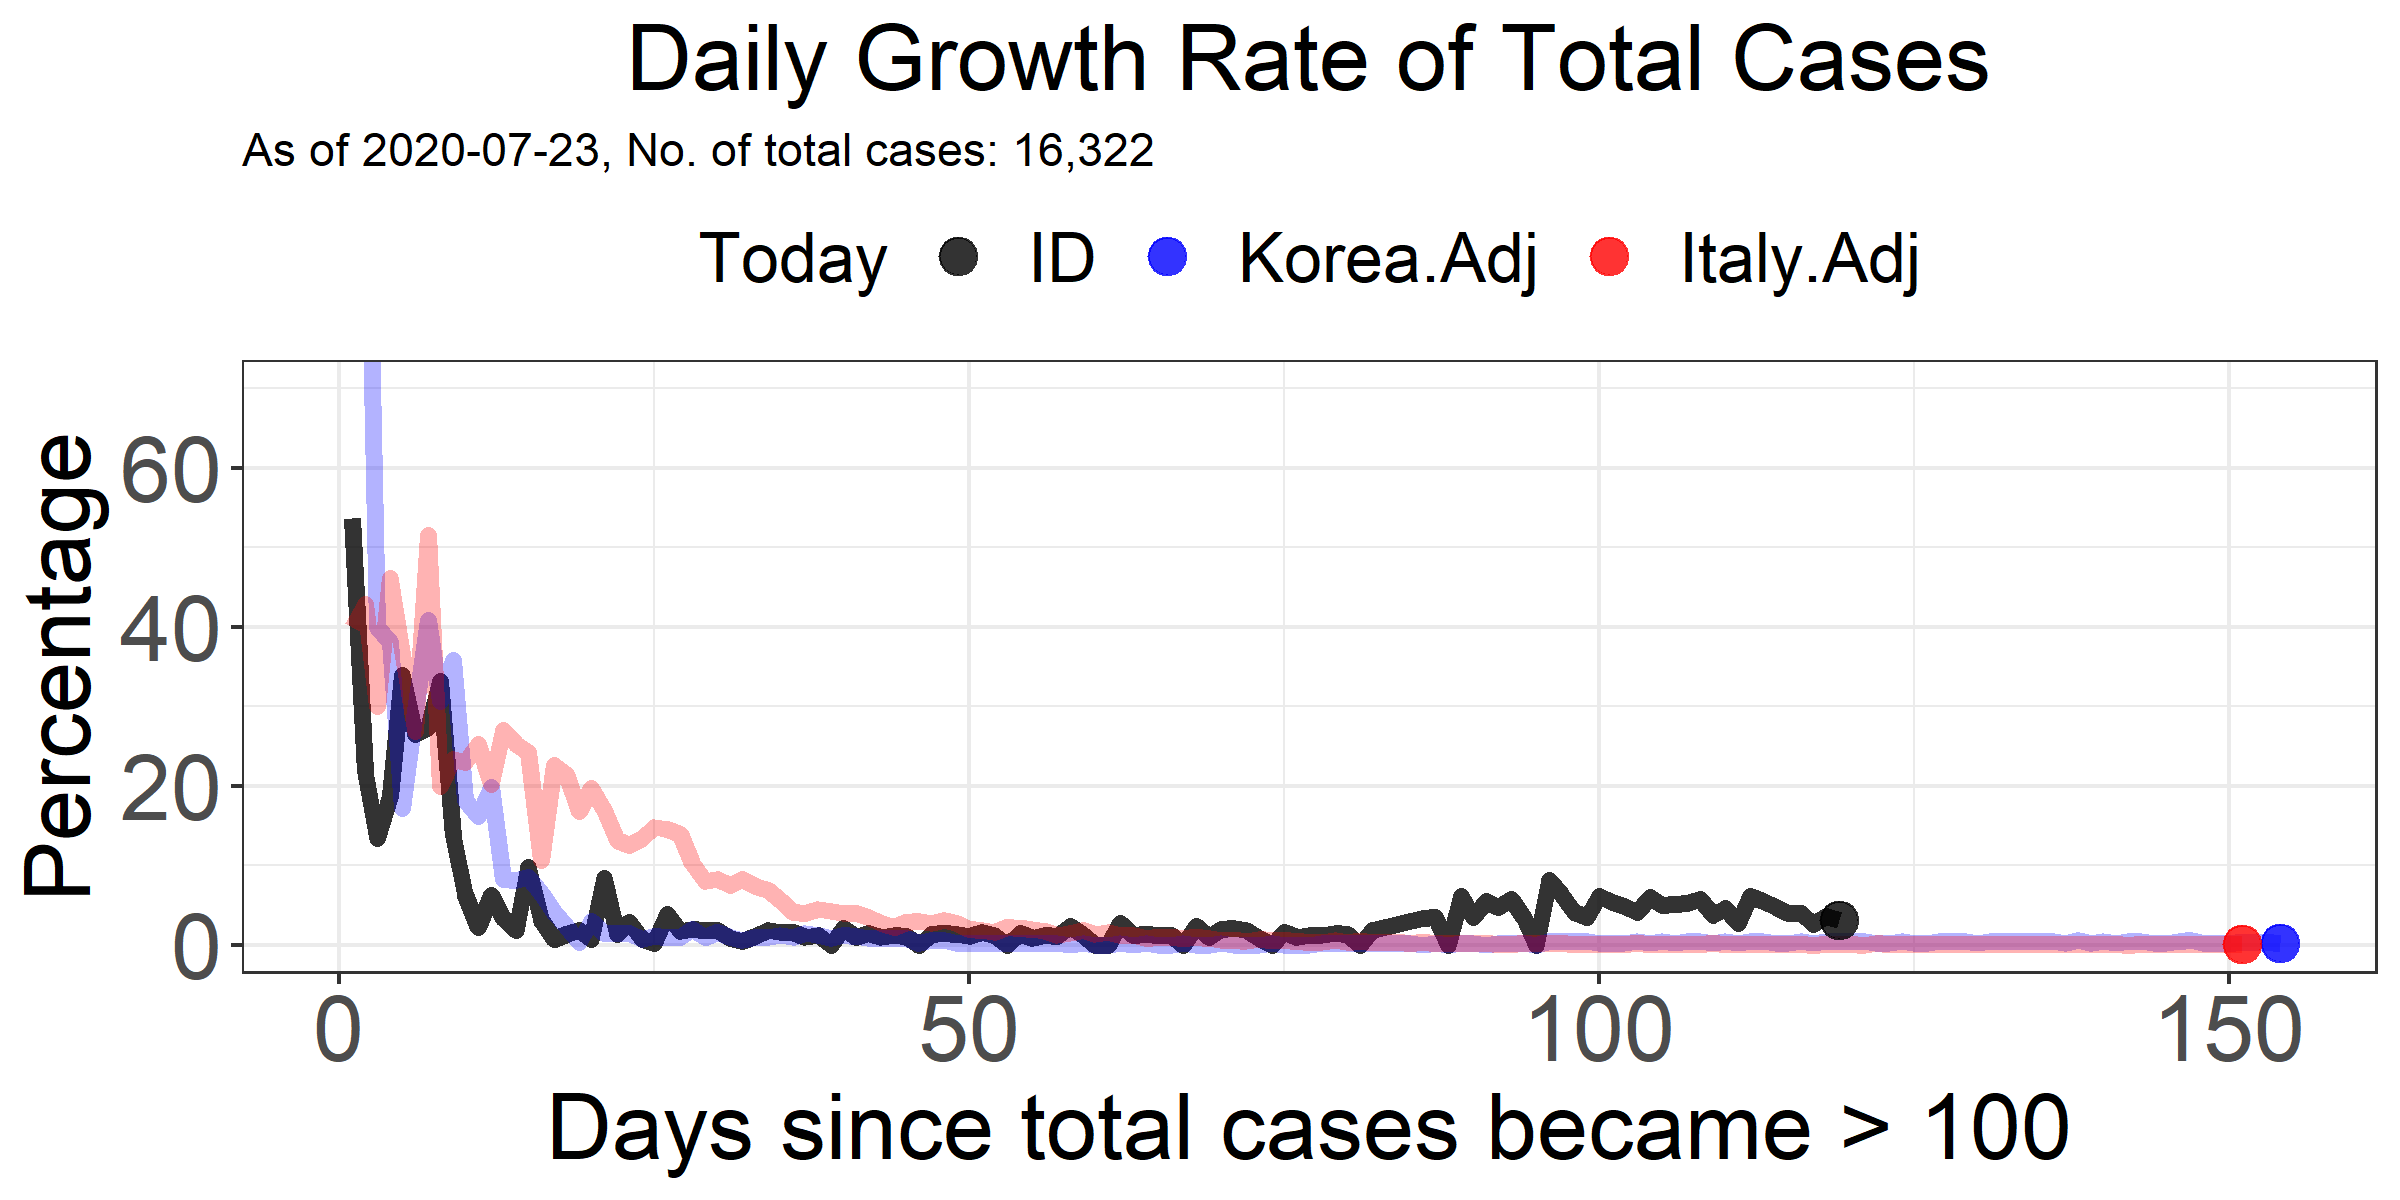 Daily Growth Rate of Total Cases
As of 2020-07-23, No. of total cases: 16,322
Today ID Korea.Adj Italy.Adj
Percentage
60
40
20
0
0 50 100 150
Days since total cases became > 100